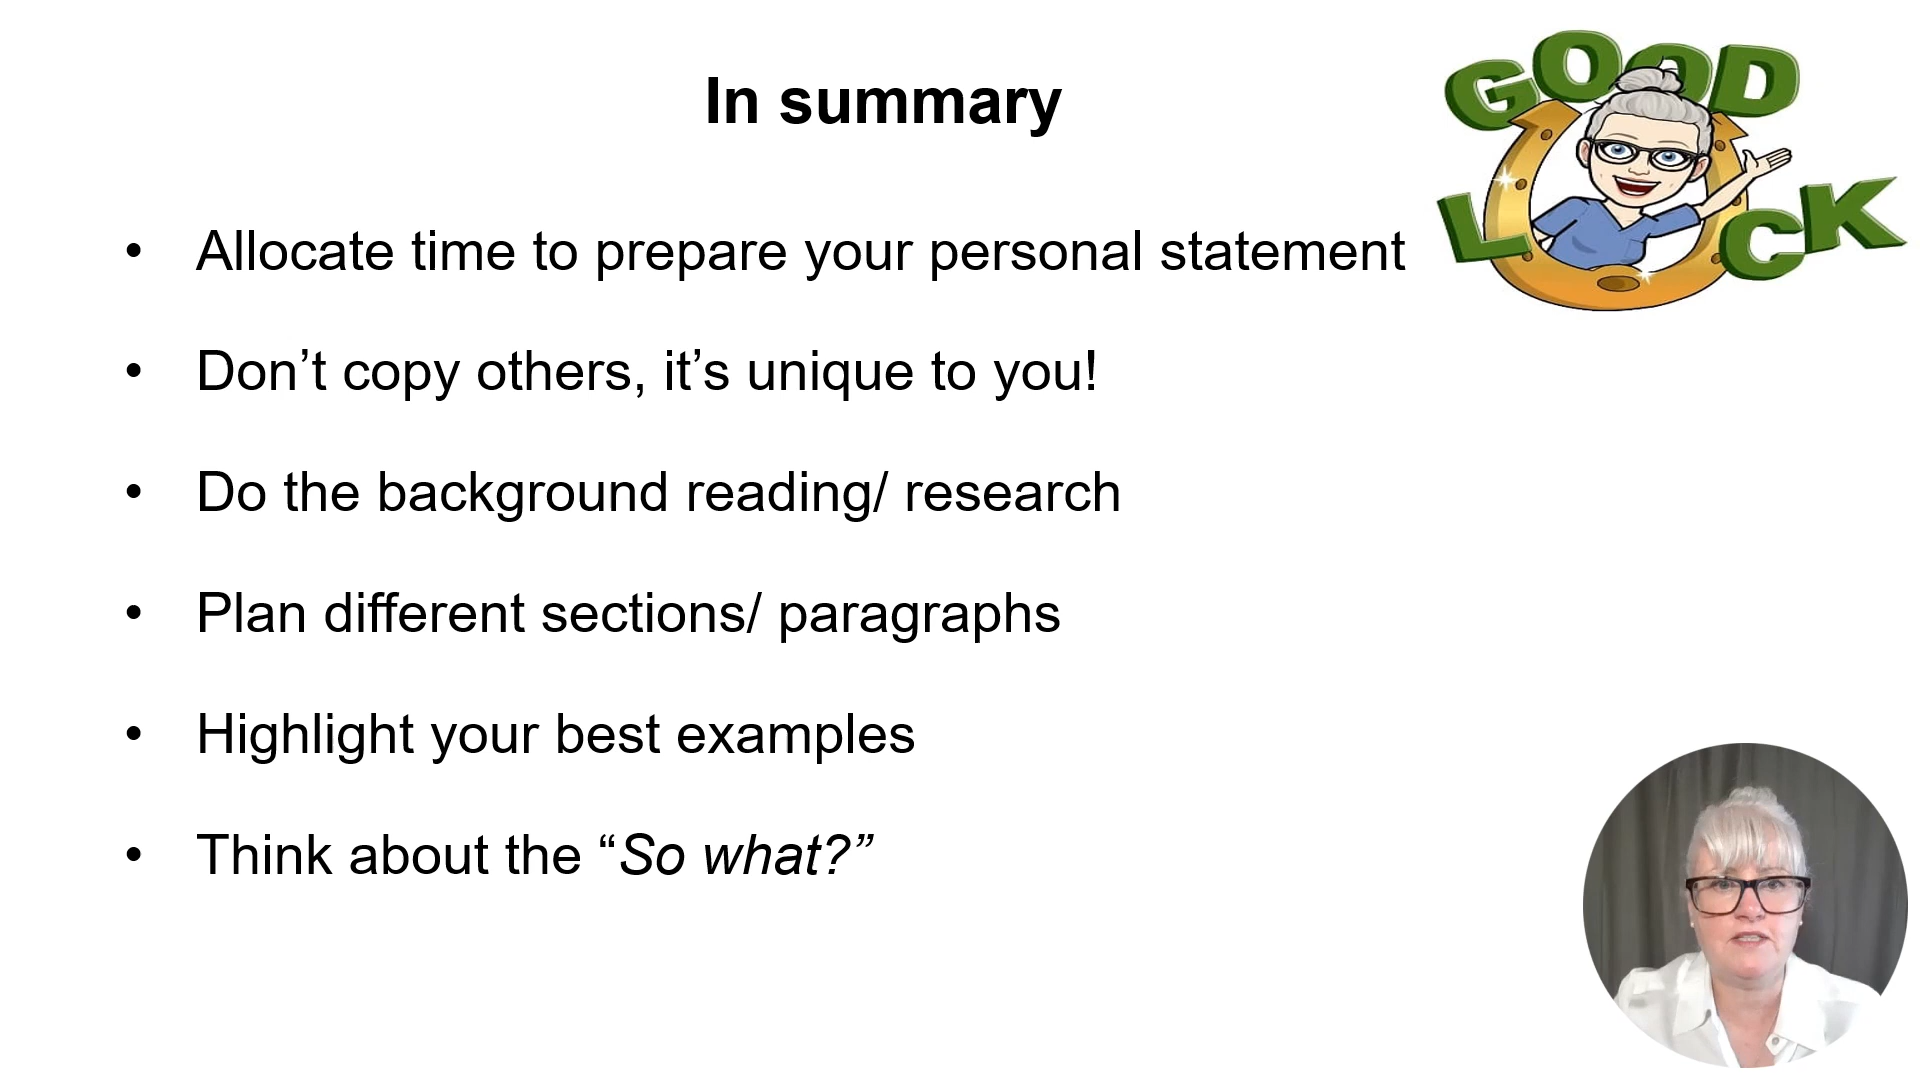 In summary
GOOD
LUCK
• Allocate time to prepare your personal statement
• Don’t copy others, it’s unique to you!
• Do the background reading/ research
• Plan different sections/ paragraphs
• Highlight your best examples
• Think about the “So what?”